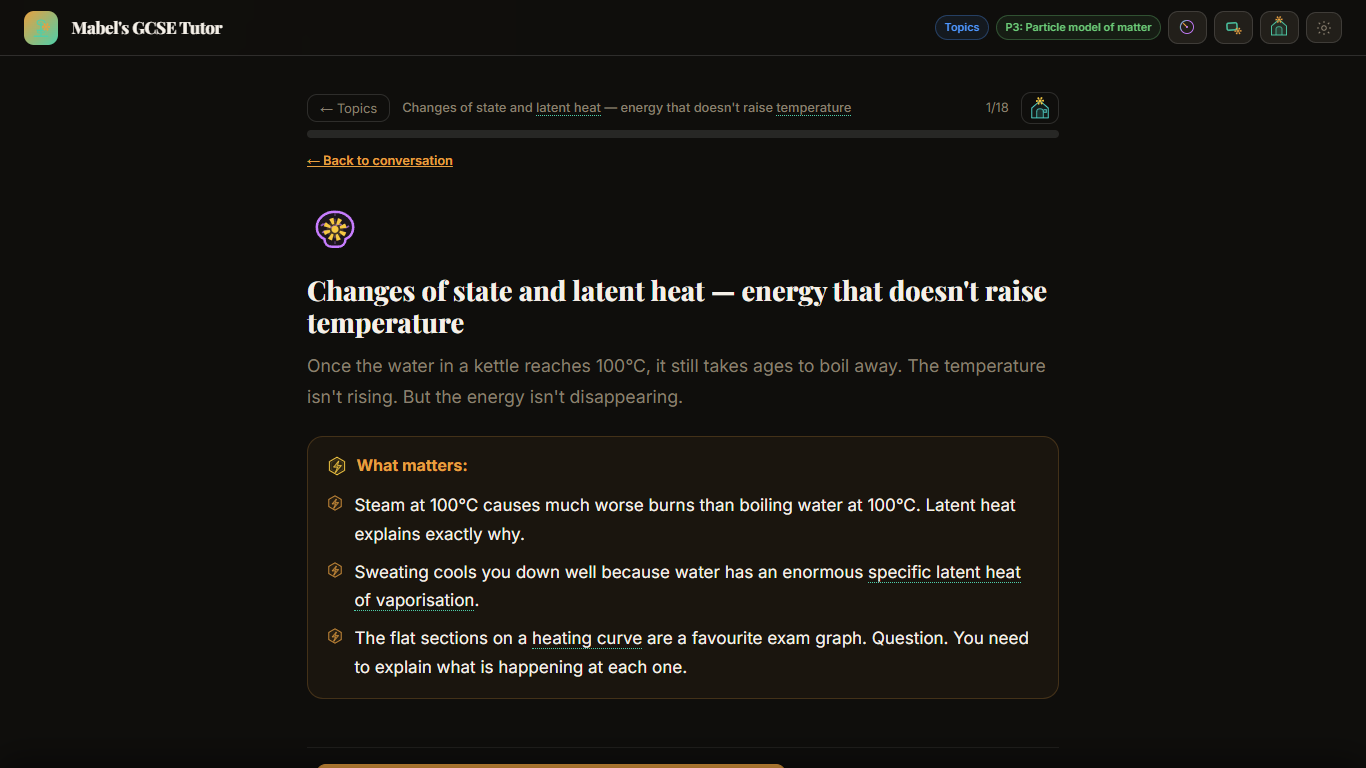 Mabel's GCSE Tutor
Topics
P3: Particle model of matter
← Topics
Changes of state and latent heat — energy that doesn't raise temperature
1/18
← Back to conversation
Changes of state and latent heat — energy that doesn't raise
temperature
Once the water in a kettle reaches 100°C, it still takes ages to boil away. The temperature
isn't rising. But the energy isn't disappearing.
What matters:
Steam at 100°C causes much worse burns than boiling water at 100°C. Latent heat
explains exactly why.
Sweating cools you down well because water has an enormous specific latent heat
of vaporisation.
The flat sections on a heating curve are a favourite exam graph. Question. You need
to explain what is happening at each one.